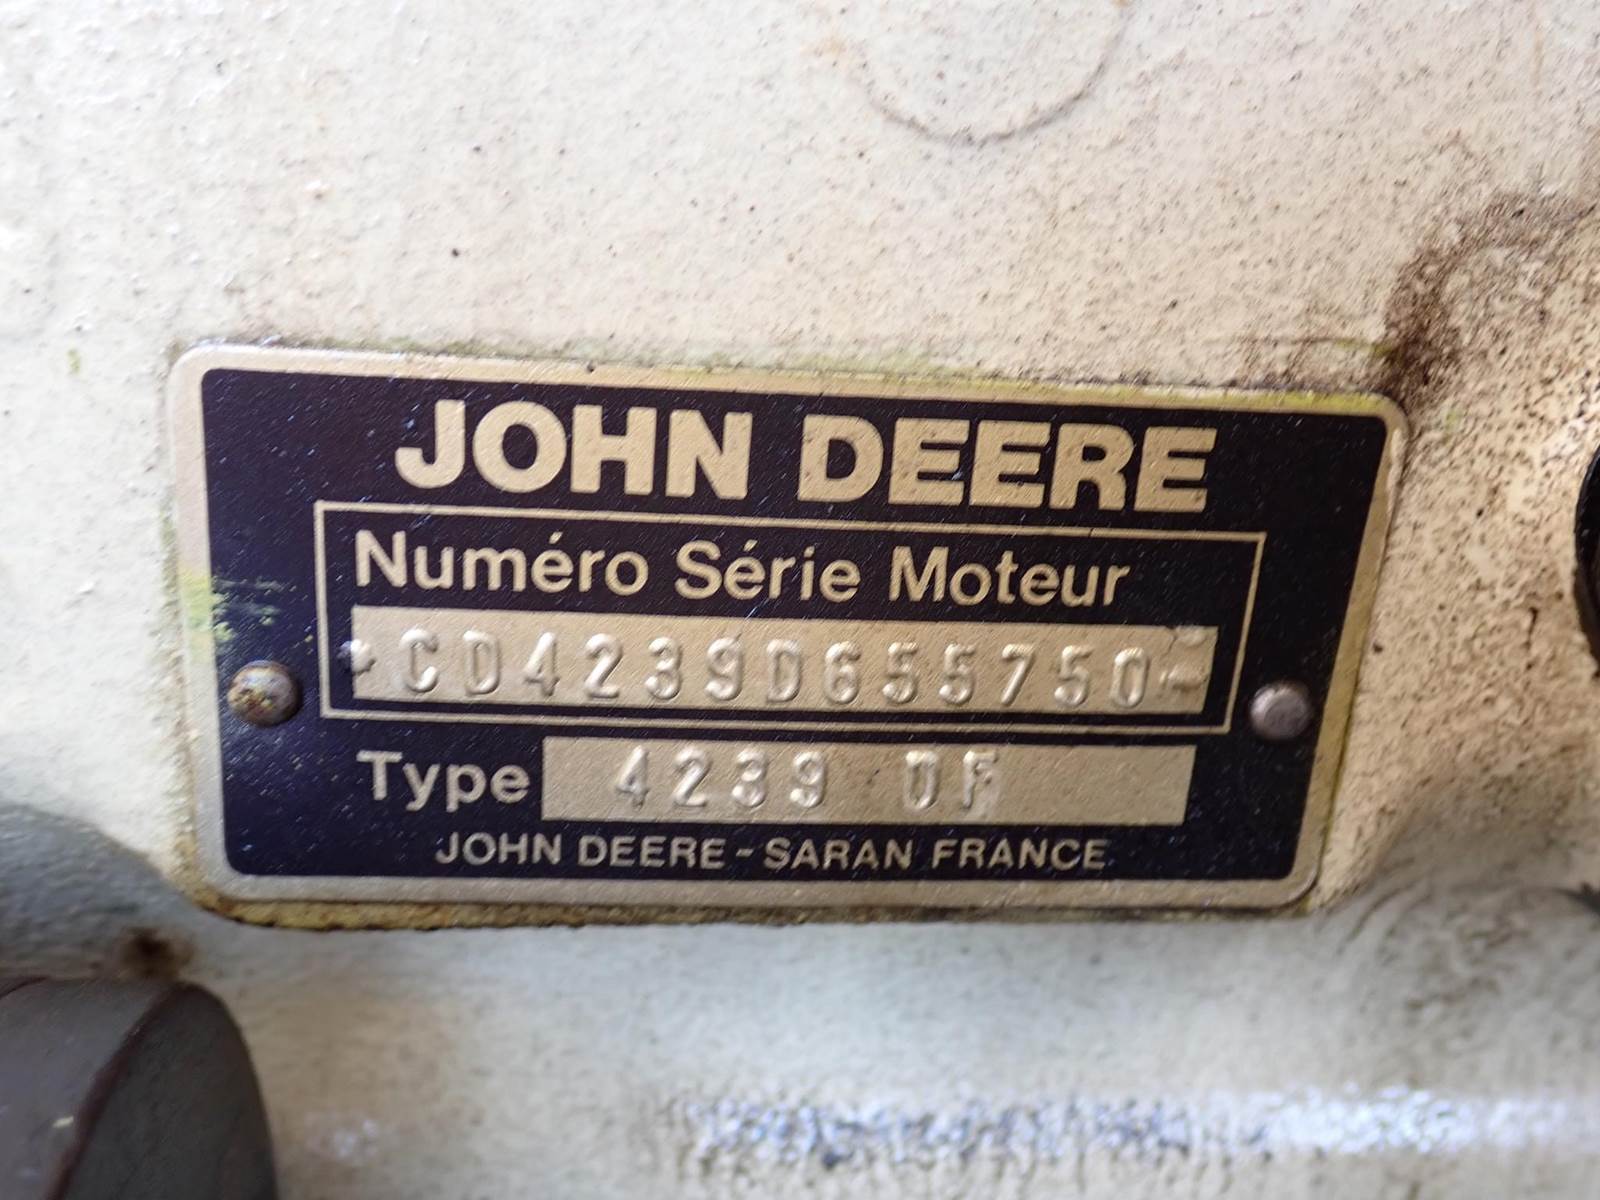 JOHN DEERE
Numéro Série Moteur
CD4239D655750
Type 4239 DF
JOHN DEERE - SARAN FRANCE